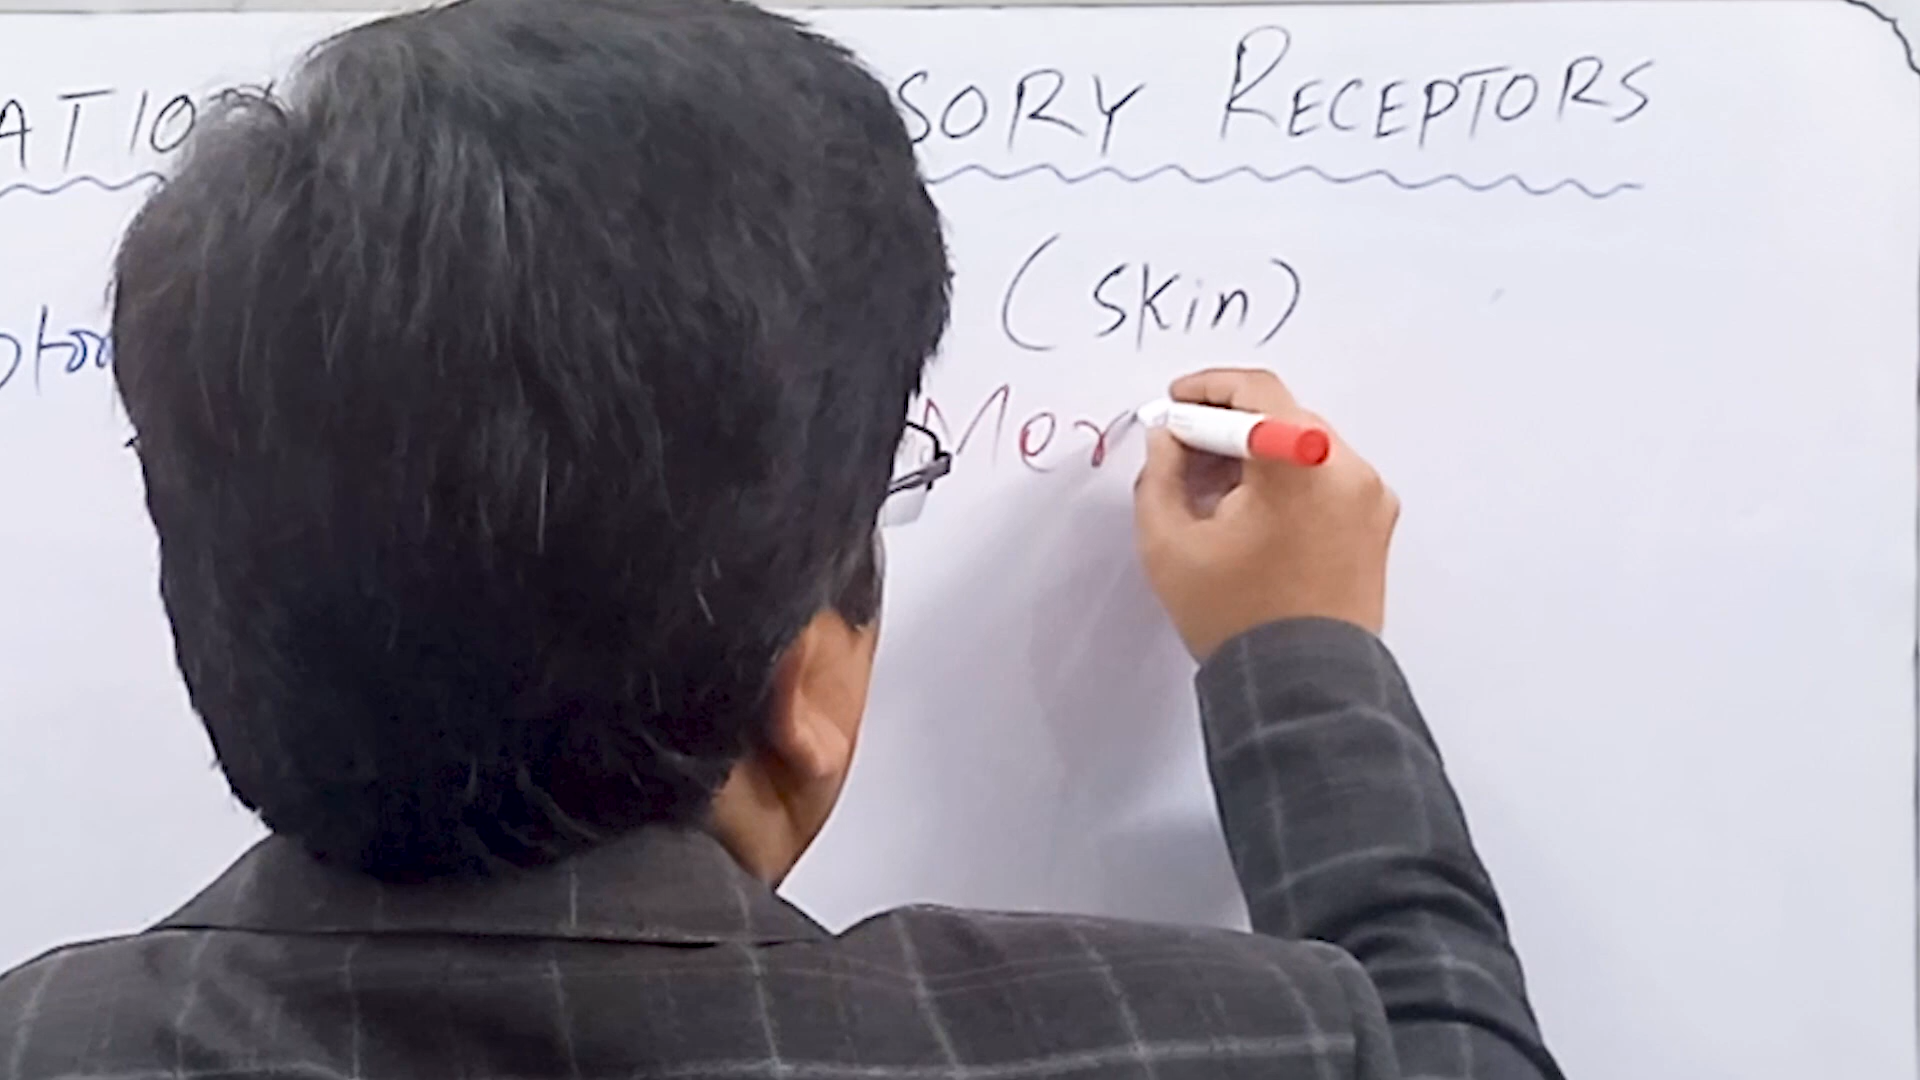 ATIO SORY RECEPTORS
(Skin)
Mer